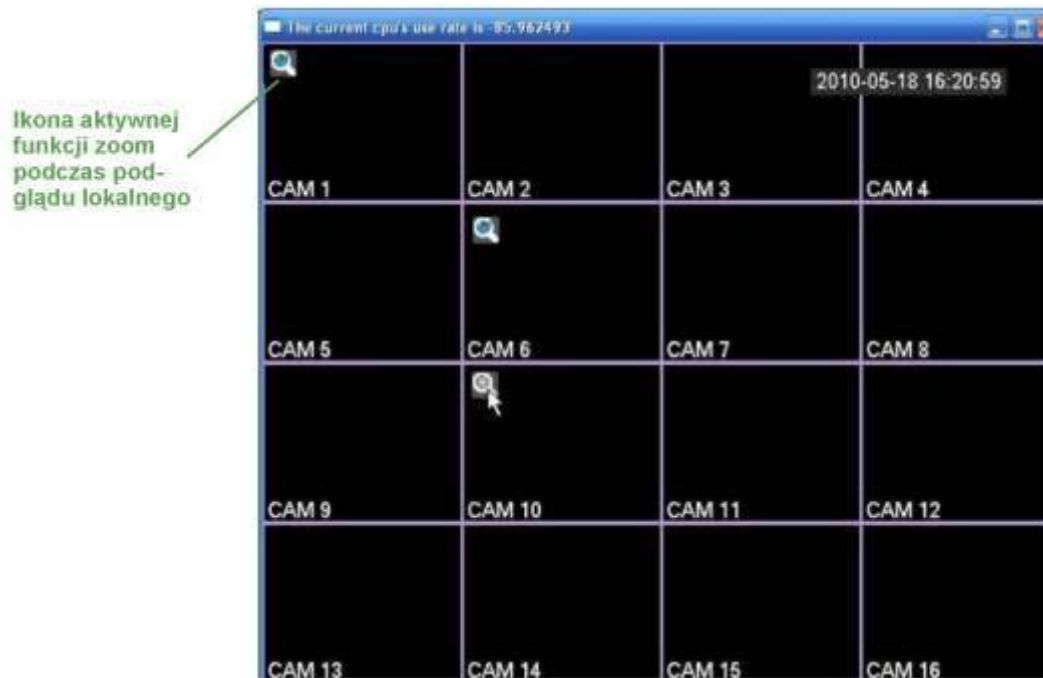 The current cpu's use rate is -85.962493
2010-05-18 16:20:59
Ikona aktywnej
funkcji zoom
podczas pod-
glądu lokalnego
CAM 1
CAM 2
CAM 3
CAM 4
CAM 5
CAM 6
CAM 7
CAM 8
CAM 9
CAM 10
CAM 11
CAM 12
CAM 13
CAM 14
CAM 15
CAM 16